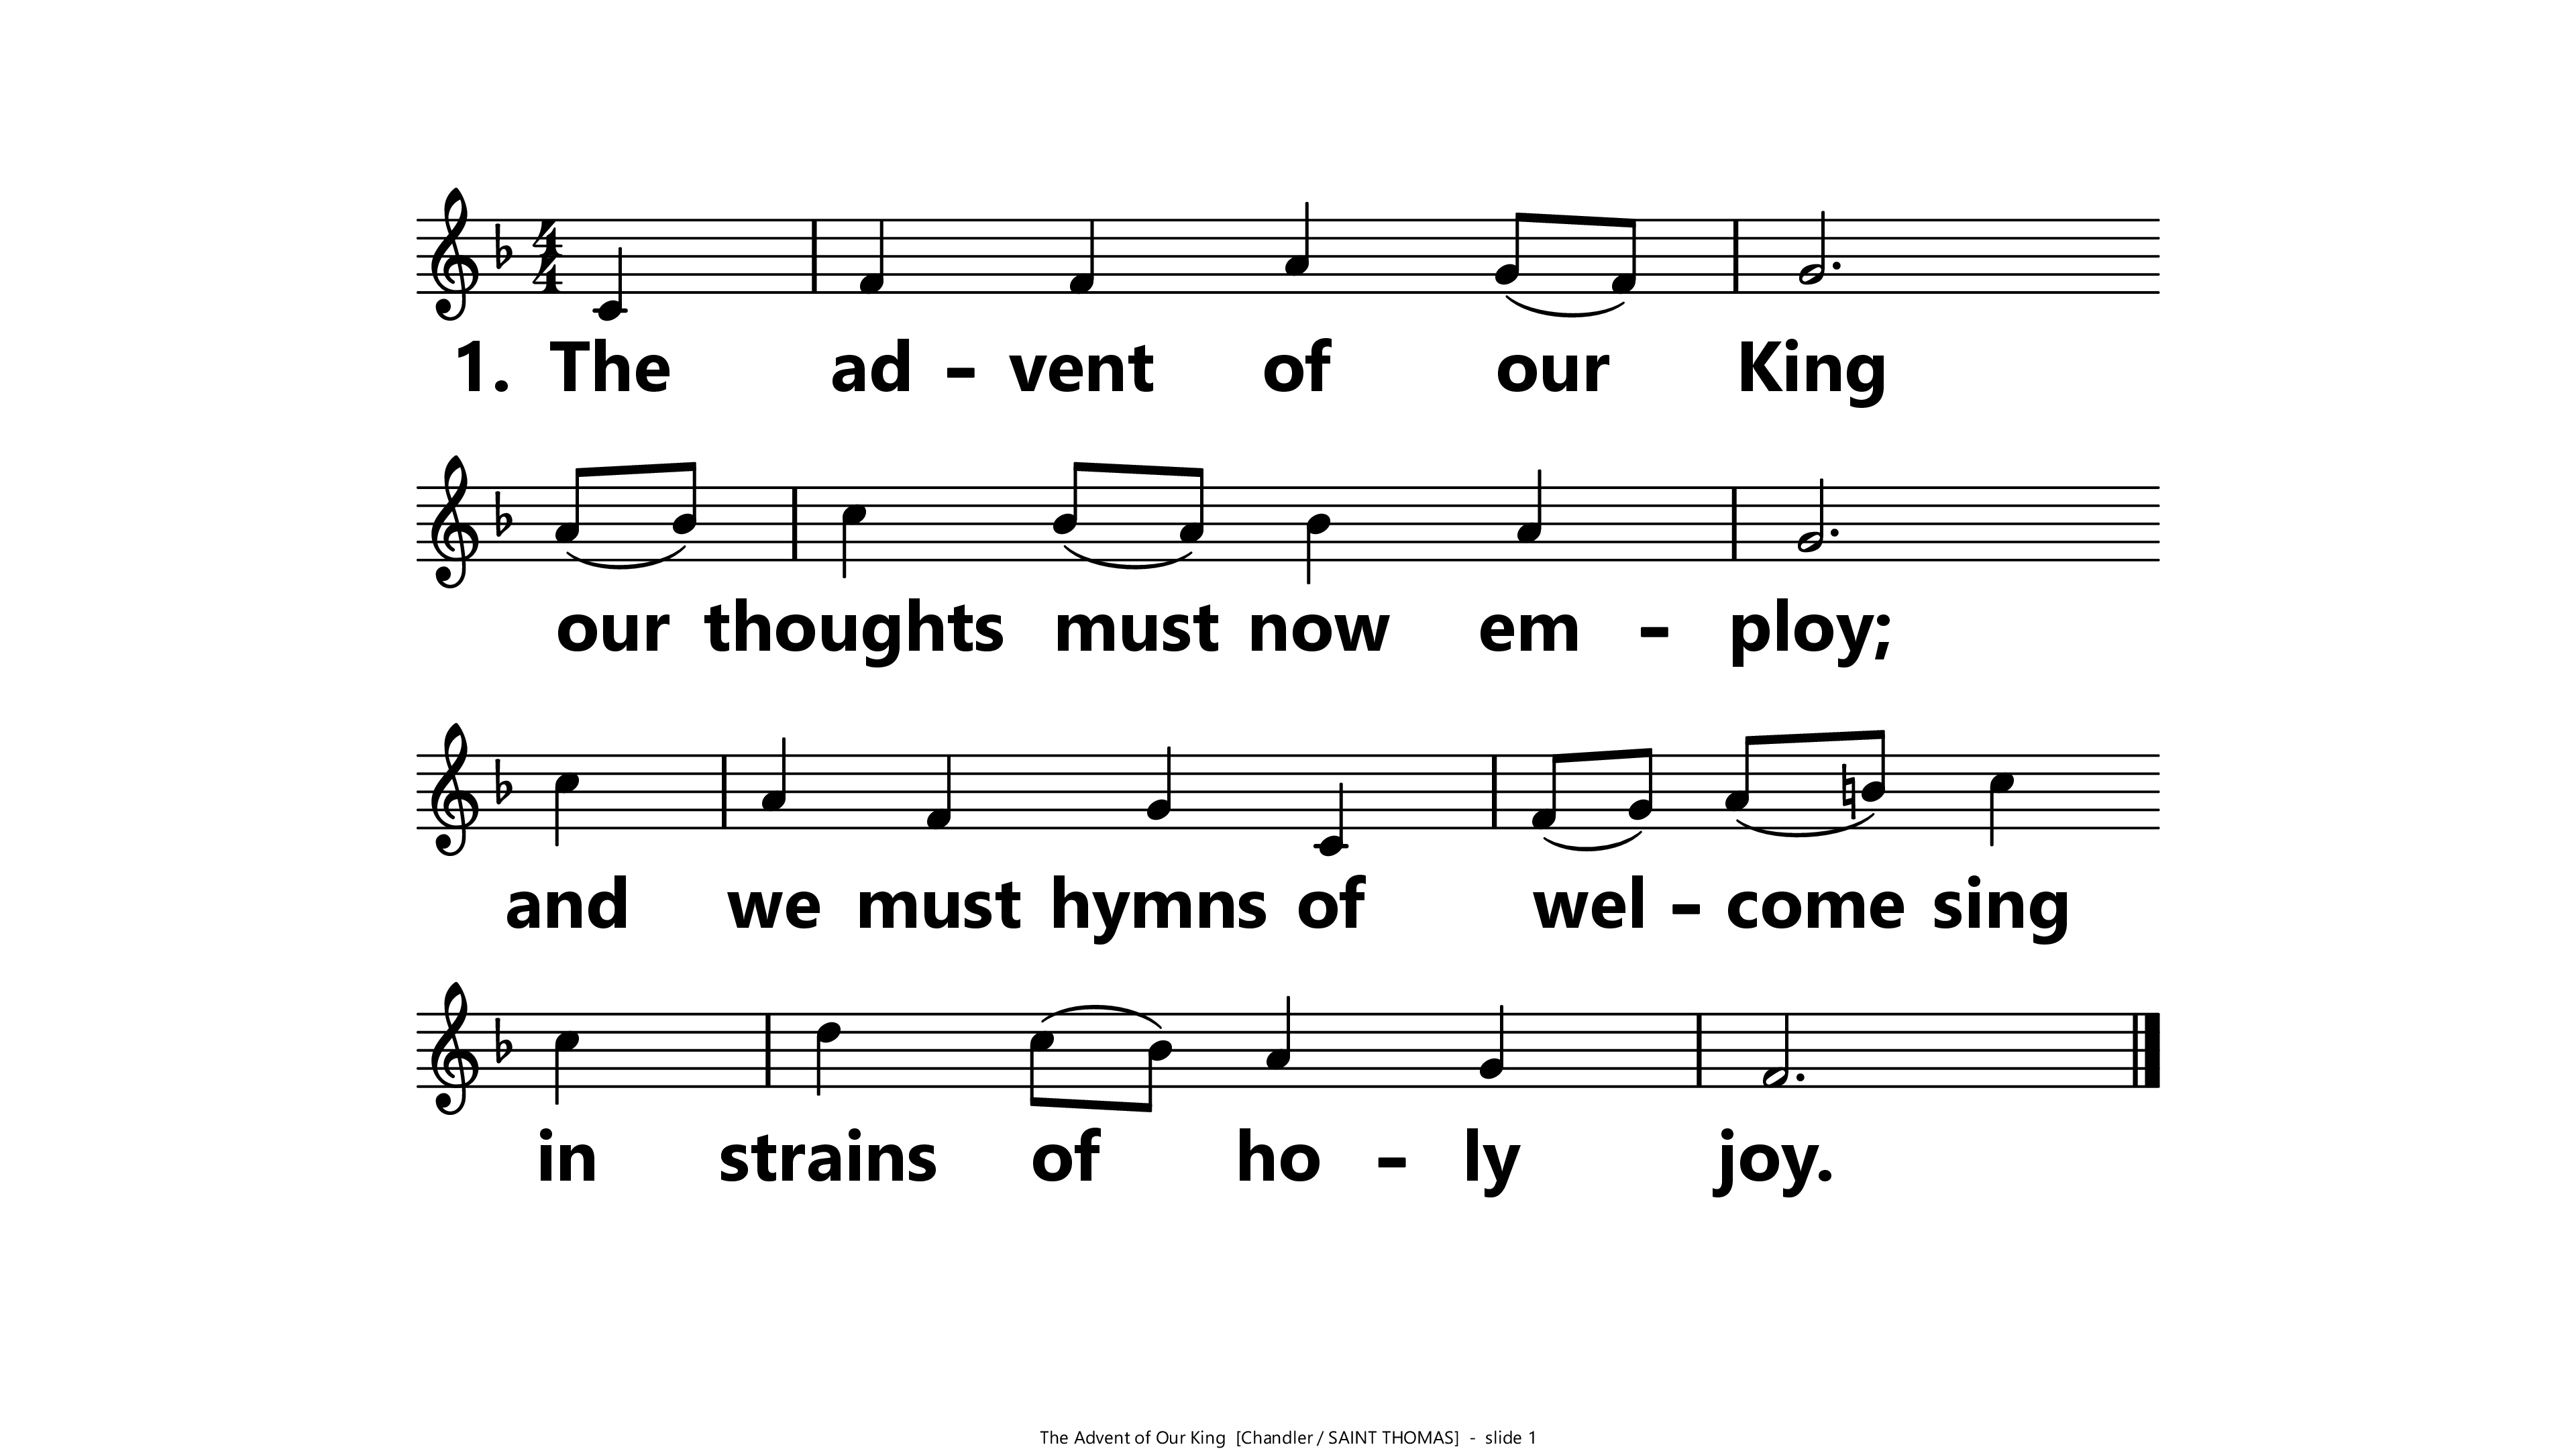 1. The ad - vent of our King
our thoughts must now em - ploy;
and we must hymns of wel - come sing
in strains of ho - ly joy.
The Advent of Our King [Chandler / SAINT THOMAS] - slide 1